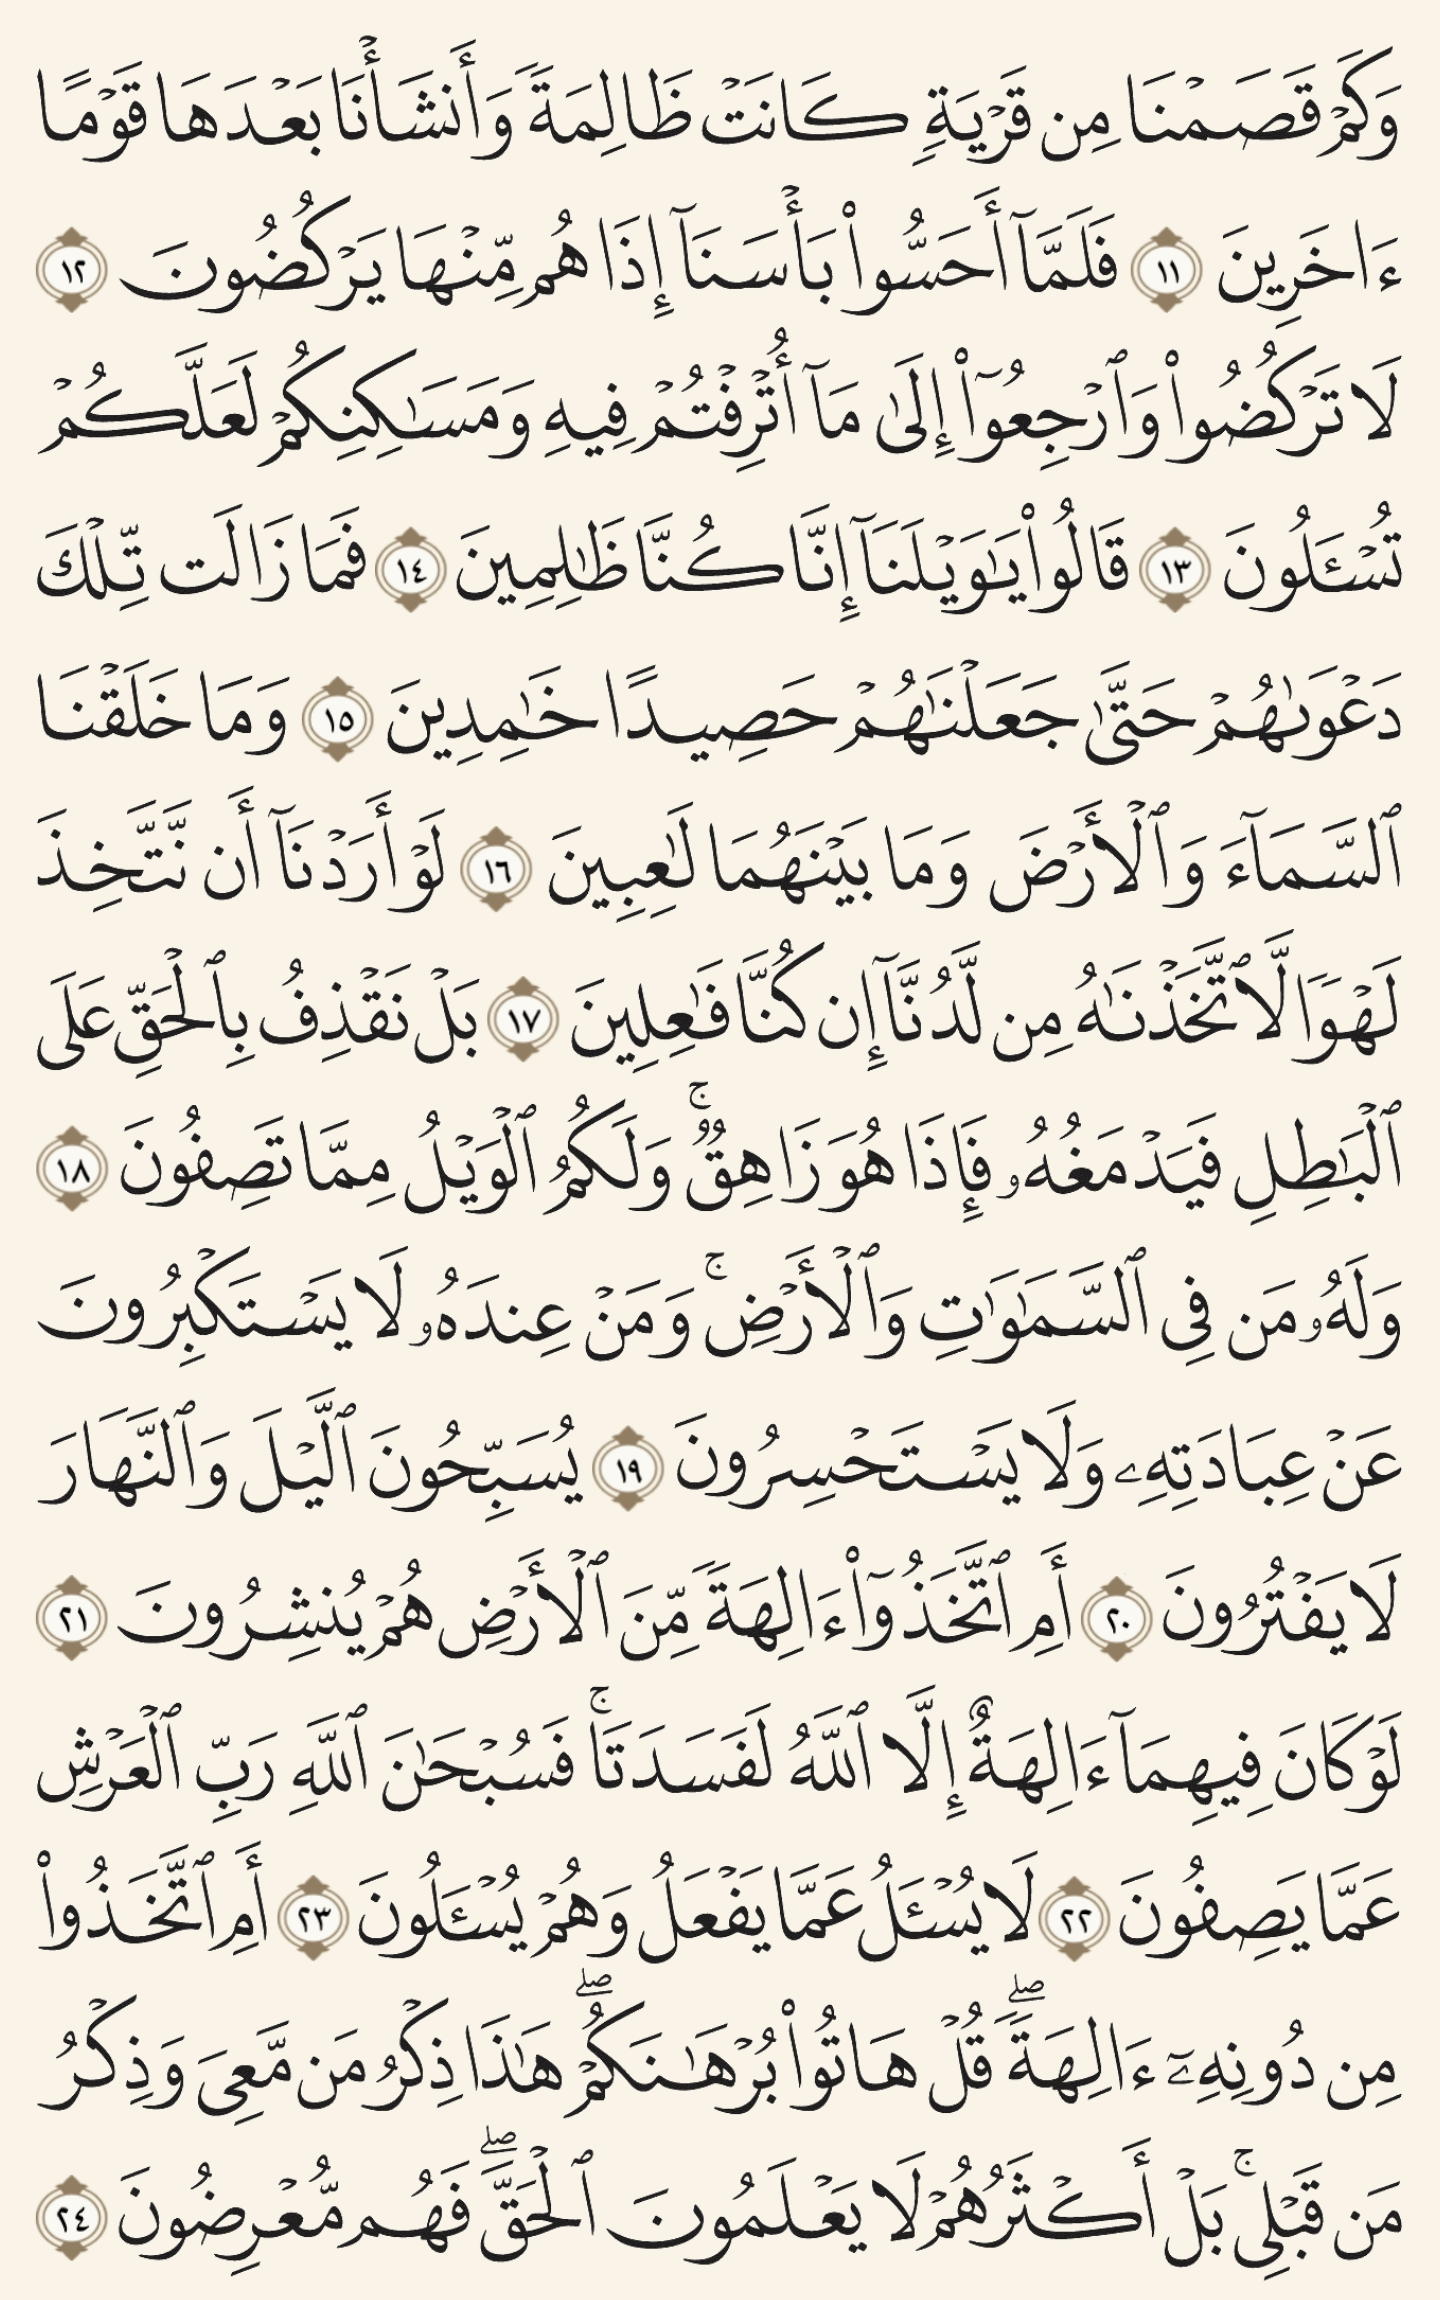 وَكَمْ قَصَمْنَا مِن قَرْيَةٍ كَانَتْ ظَالِمَةً وَأَنشَأْنَا بَعْدَهَا قَوْمًا
ءَاخَرِينَ ١١ فَلَمَّآ أَحَسُّوا۟ بَأْسَنَآ إِذَا هُم مِّنْهَا يَرْكُضُونَ ١٢
لَا تَرْكُضُوا۟ وَٱرْجِعُوٓا۟ إِلَىٰ مَآ أُتْرِفْتُمْ فِيهِ وَمَسَـٰكِنِكُمْ لَعَلَّكُمْ
تُسْـَٔلُونَ ١٣ قَالُوا۟ يَـٰوَيْلَنَآ إِنَّا كُنَّا ظَـٰلِمِينَ ١٤ فَمَا زَالَت تِّلْكَ
دَعْوَىٰهُمْ حَتَّىٰ جَعَلْنَـٰهُمْ حَصِيدًا خَـٰمِدِينَ ١٥ وَمَا خَلَقْنَا
ٱلسَّمَآءَ وَٱلْأَرْضَ وَمَا بَيْنَهُمَا لَـٰعِبِينَ ١٦ لَوْ أَرَدْنَآ أَن نَّتَّخِذَ
لَهْوًا لَّٱتَّخَذْنَـٰهُ مِن لَّدُنَّآ إِن كُنَّا فَـٰعِلِينَ ١٧ بَلْ نَقْذِفُ بِٱلْحَقِّ عَلَى
ٱلْبَـٰطِلِ فَيَدْمَغُهُۥ فَإِذَا هُوَ زَاهِقٌ ۚ وَلَكُمُ ٱلْوَيْلُ مِمَّا تَصِفُونَ ١٨
وَلَهُۥ مَن فِى ٱلسَّمَـٰوَٰتِ وَٱلْأَرْضِ ۚ وَمَنْ عِندَهُۥ لَا يَسْتَكْبِرُونَ
عَنْ عِبَادَتِهِۦ وَلَا يَسْتَحْسِرُونَ ١٩ يُسَبِّحُونَ ٱلَّيْلَ وَٱلنَّهَارَ
لَا يَفْتُرُونَ ٢٠ أَمِ ٱتَّخَذُوٓا۟ ءَالِهَةً مِّنَ ٱلْأَرْضِ هُمْ يُنشِرُونَ ٢١
لَوْ كَانَ فِيهِمَآ ءَالِهَةٌ إِلَّا ٱللَّهُ لَفَسَدَتَا ۚ فَسُبْحَـٰنَ ٱللَّهِ رَبِّ ٱلْعَرْشِ
عَمَّا يَصِفُونَ ٢٢ لَا يُسْـَٔلُ عَمَّا يَفْعَلُ وَهُمْ يُسْـَٔلُونَ ٢٣ أَمِ ٱتَّخَذُوا۟
مِن دُونِهِۦٓ ءَالِهَةً ۖ قُلْ هَاتُوا۟ بُرْهَـٰنَكُمْ ۖ هَـٰذَا ذِكْرُ مَن مَّعِىَ وَذِكْرُ
مَن قَبْلِى ۚ بَلْ أَكْثَرُهُمْ لَا يَعْلَمُونَ ٱلْحَقَّ ۖ فَهُم مُّعْرِضُونَ ٢٤